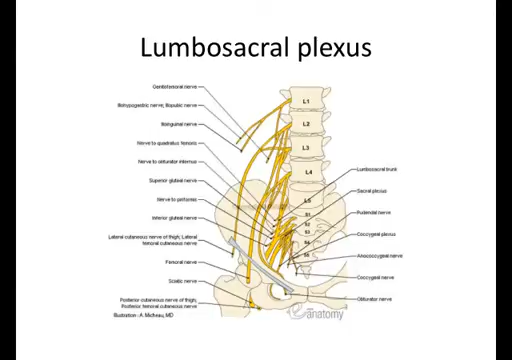 Lumbosacral plexus
Genitofemoral nerve
Iliohypogastric nerve; Iliopubic nerve
Ilioinguinal nerve
Nerve to quadratus femoris
Nerve to obturator internus
Superior gluteal nerve
Nerve to piriformis
Inferior gluteal nerve
Lateral cutaneous nerve of thigh; Lateral
femoral cutaneous nerve
Femoral nerve
Sciatic nerve
Posterior cutaneous nerve of thigh;
Posterior femoral cutaneous nerve
Illustration : A. Micheau, MD
L1
L2
L3
L4
L5
S1
S2
S3
S4
S5
Lumbosacral trunk
Sacral plexus
Pudendal nerve
Coccygeal plexus
Anococcygeal nerve
Coccygeal nerve
Obturator nerve
e anatomy